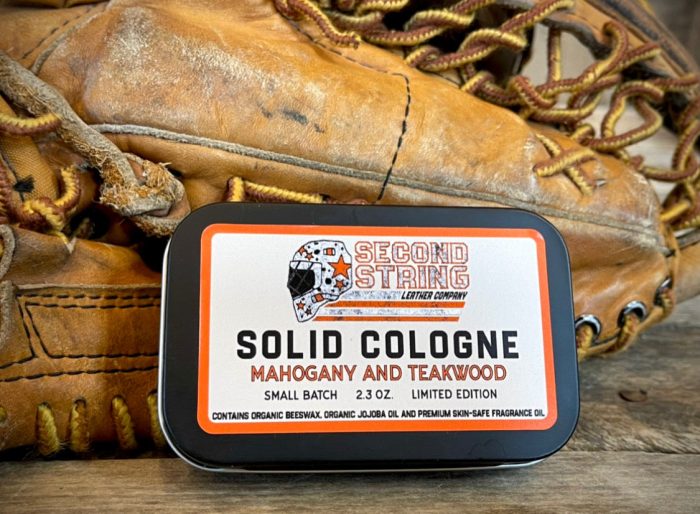 SECOND
STRING
LEATHER COMPANY
SOLID COLOGNE
MAHOGANY AND TEAKWOOD
SMALL BATCH 2.3 OZ. LIMITED EDITION
CONTAINS ORGANIC BEESWAX, ORGANIC JOJOBA OIL AND PREMIUM SKIN-SAFE FRAGRANCE OIL